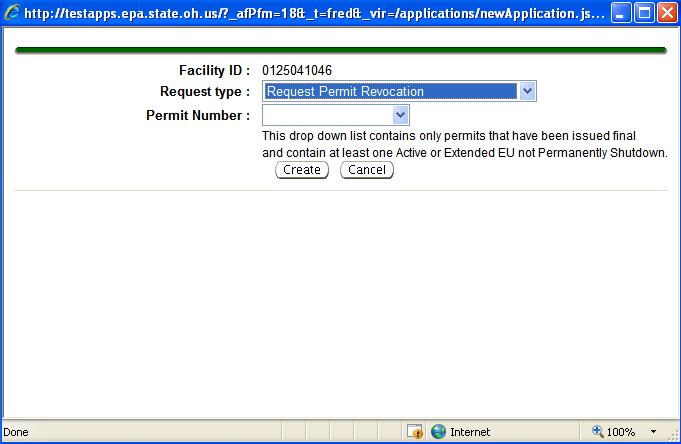 http://testapps.epa.state.oh.us/?_afPfm=18&_t=fred&_vir=/applications/newApplication.js...
Facility ID : 0125041046
Request type : Request Permit Revocation
Permit Number :
This drop down list contains only permits that have been issued final
and contain at least one Active or Extended EU not Permanently Shutdown.
Create Cancel
Done Internet 100%